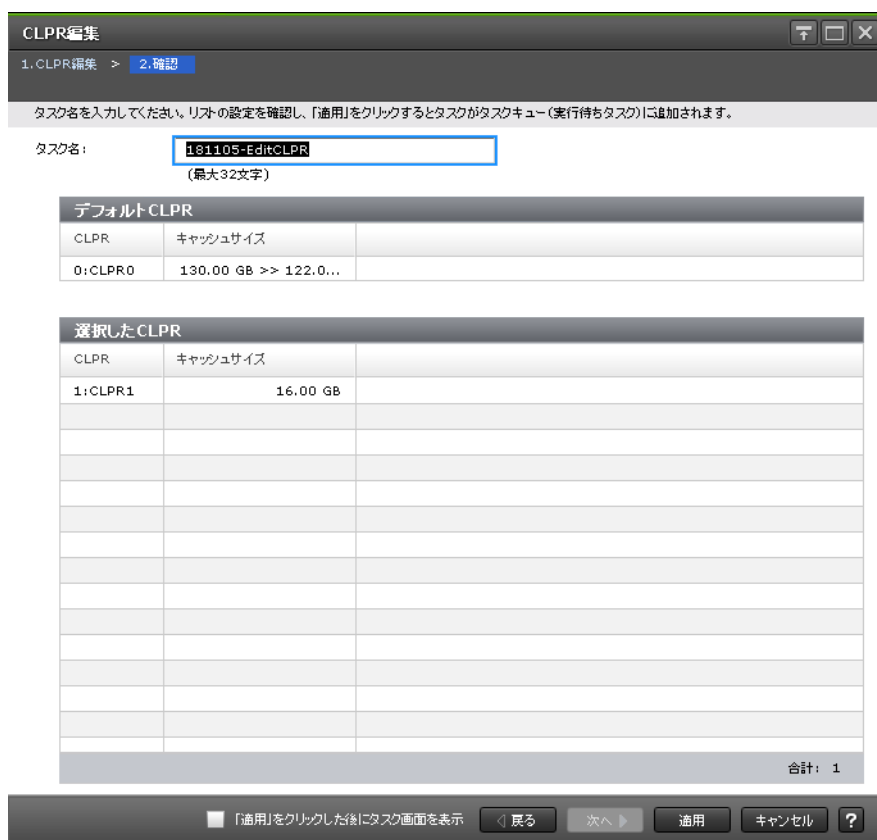 CLPR編集
1.CLPR編集 > 2.確認
タスク名を入力してください。リストの設定を確認し、「適用」をクリックするとタスクがタスクキュー(実行待ちタスク)に追加されます。
タスク名: 181105-EditCLPR
(最大32文字)
デフォルトCLPR
CLPR キャッシュサイズ
0:CLPR0 130.00 GB >> 122.0...
選択したCLPR
CLPR キャッシュサイズ
1:CLPR1 16.00 GB
合計: 1
「適用」をクリックした後にタスク画面を表示 戻る 次へ 適用 キャンセル ?